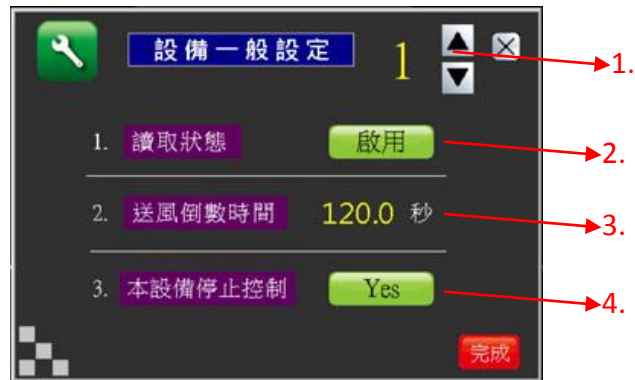 設備一般設定 1
1.
1. 讀取狀態 啟用
2.
2. 送風倒數時間 120.0 秒
3.
3. 本設備停止控制 Yes
4.
完成